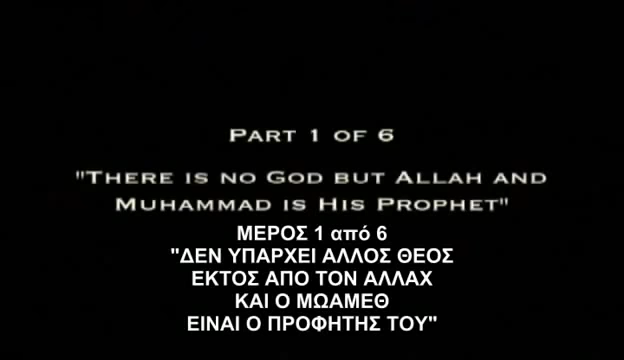 PART 1 OF 6
"THERE IS NO GOD BUT ALLAH AND
MUHAMMAD IS HIS PROPHET"
ΜΕΡΟΣ 1 από 6
"ΔΕΝ ΥΠΑΡΧΕΙ ΑΛΛΟΣ ΘΕΟΣ
ΕΚΤΟΣ ΑΠΟ ΤΟΝ ΑΛΛΑΧ
ΚΑΙ Ο ΜΩΑΜΕΘ
ΕΙΝΑΙ Ο ΠΡΟΦΗΤΗΣ ΤΟΥ"